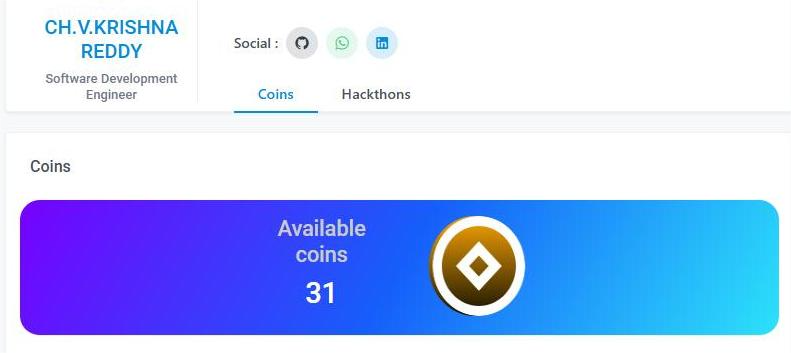 CH.V.KRISHNA
REDDY
Software Development
Engineer
Social :
Coins
Hackthons
Coins
Available
coins
31